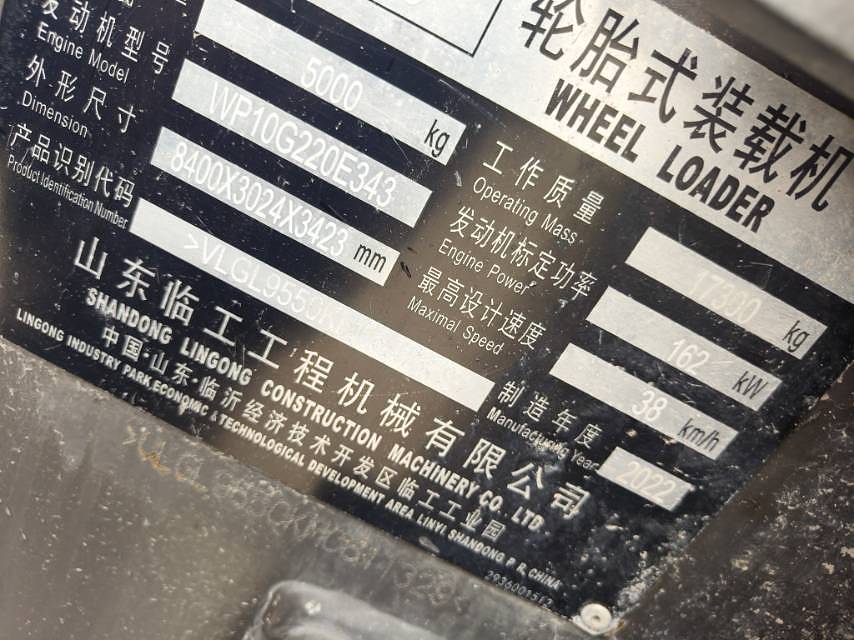 轮胎式装载机
WHEEL LOADER
5000 kg
发动机型号 WP10G220E343
Engine Model
外形尺寸 8400X3024X3423 mm
Dimension
产品识别代码 >VLGL955
Product Identification Number
工作质量 kg
Operating Mass
发动机标定功率 162 kW
Engine Power
最高设计速度 38 km/h
Maximal Speed
制造年度 2022
Manufacturing Year
山东临工工程机械有限公司
SHANDONG LINGONG CONSTRUCTION MACHINERY CO., LTD
中国·山东·临沂经济技术开发区临工工业园
LINGONG INDUSTRY PARK,ECONOMIC & TECHNOLOGICAL DEVELOPMENT AREA, LINYI SHANDONG P. R, CHINA